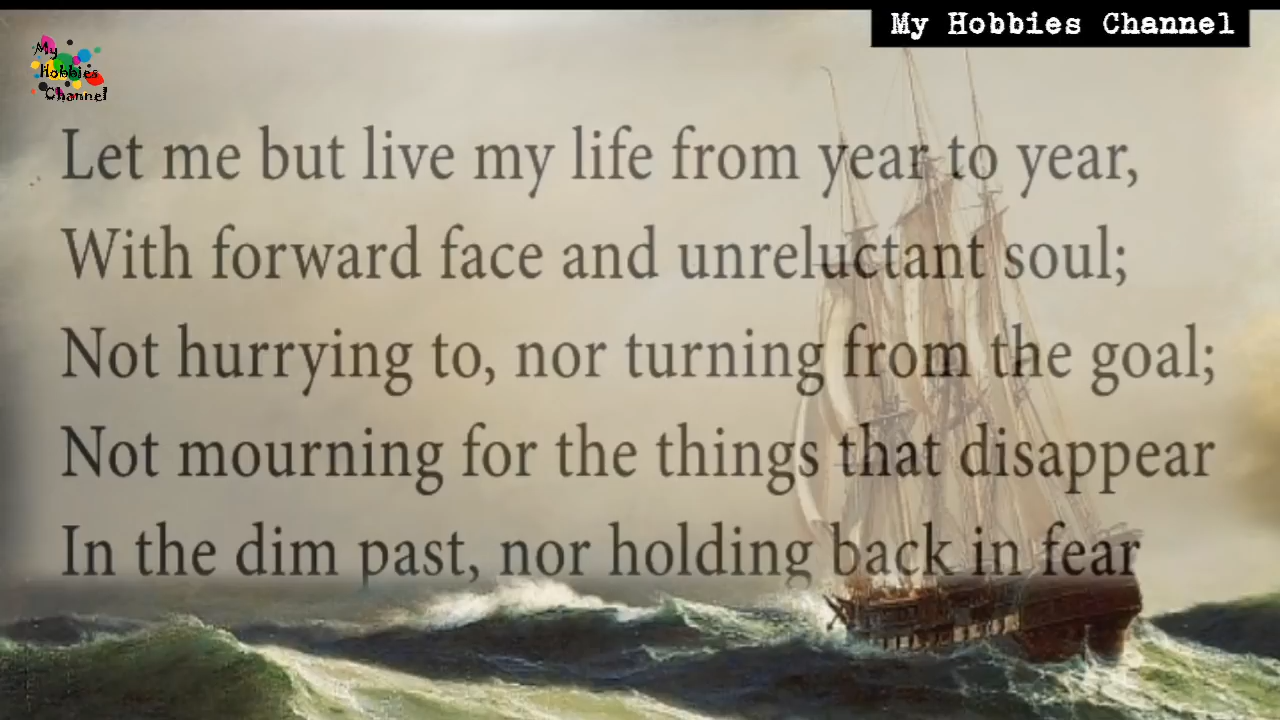 My Hobbies Channel
My
Hobbies
Channel
Let me but live my life from year to year,
With forward face and unreluctant soul;
Not hurrying to, nor turning from the goal;
Not mourning for the things that disappear
In the dim past, nor holding back in fear